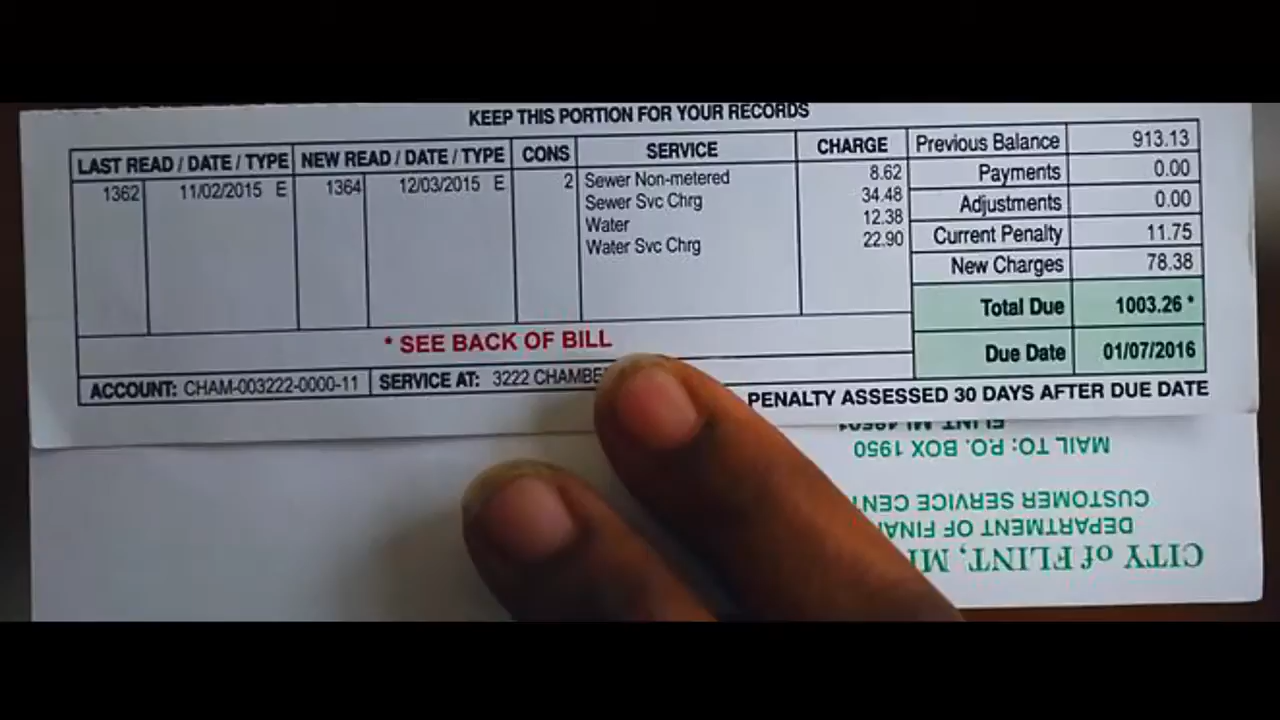 KEEP THIS PORTION FOR YOUR RECORDS
LAST READ / DATE / TYPE NEW READ / DATE / TYPE CONS SERVICE CHARGE
1362 11/02/2015 E 1364 12/03/2015 E 2 Sewer Non-metered 8.62
Sewer Svc Chrg 34.48
Water 12.38
Water Svc Chrg 22.90
Previous Balance 913.13
Payments 0.00
Adjustments 0.00
Current Penalty 11.75
New Charges 78.38
Total Due 1003.26 *
Due Date 01/07/2016
* SEE BACK OF BILL
ACCOUNT: CHAM-003222-0000-11 SERVICE AT: 3222
PENALTY ASSESSED 30 DAYS AFTER DUE DATE
CITY of FLINT,
DEPARTMENT OF
CUSTOMER SERVICE
MAIL TO: P.O. BOX 1950
FLINT MI